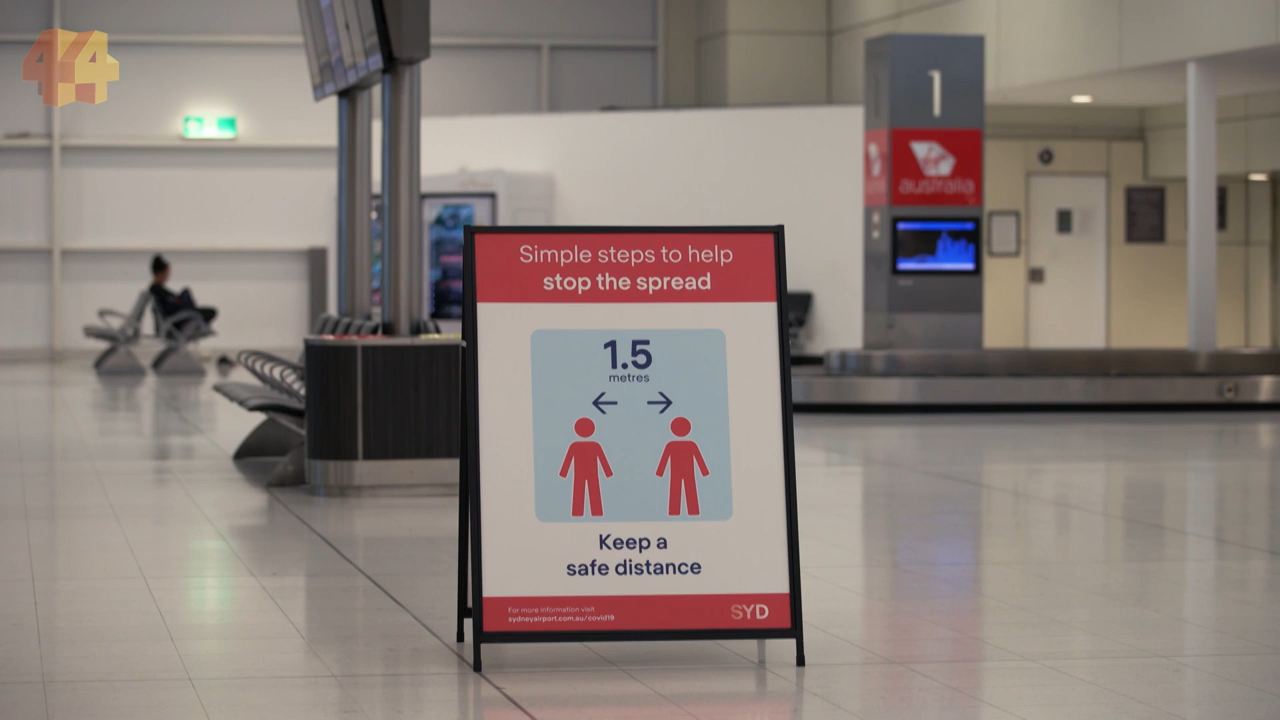 44
1
australia
Simple steps to help
stop the spread
1.5
metres
Keep a
safe distance
For more information visit
sydneyairport.com.au/covid19
SYD